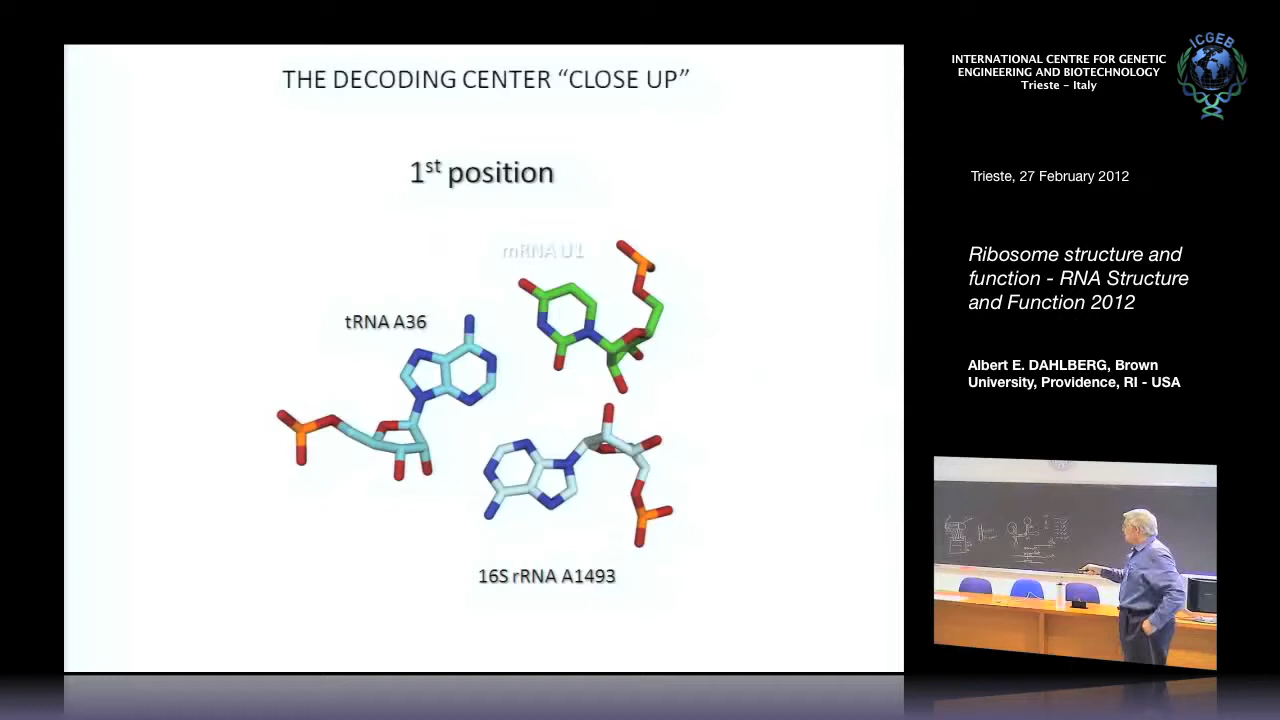 THE DECODING CENTER “CLOSE UP”
1st position
mRNA U1
tRNA A36
16S rRNA A1493
INTERNATIONAL CENTRE FOR GENETIC
ENGINEERING AND BIOTECHNOLOGY
Trieste - Italy
ICGEB
Trieste, 27 February 2012
Ribosome structure and
function - RNA Structure
and Function 2012
Albert E. DAHLBERG, Brown
University, Providence, RI - USA